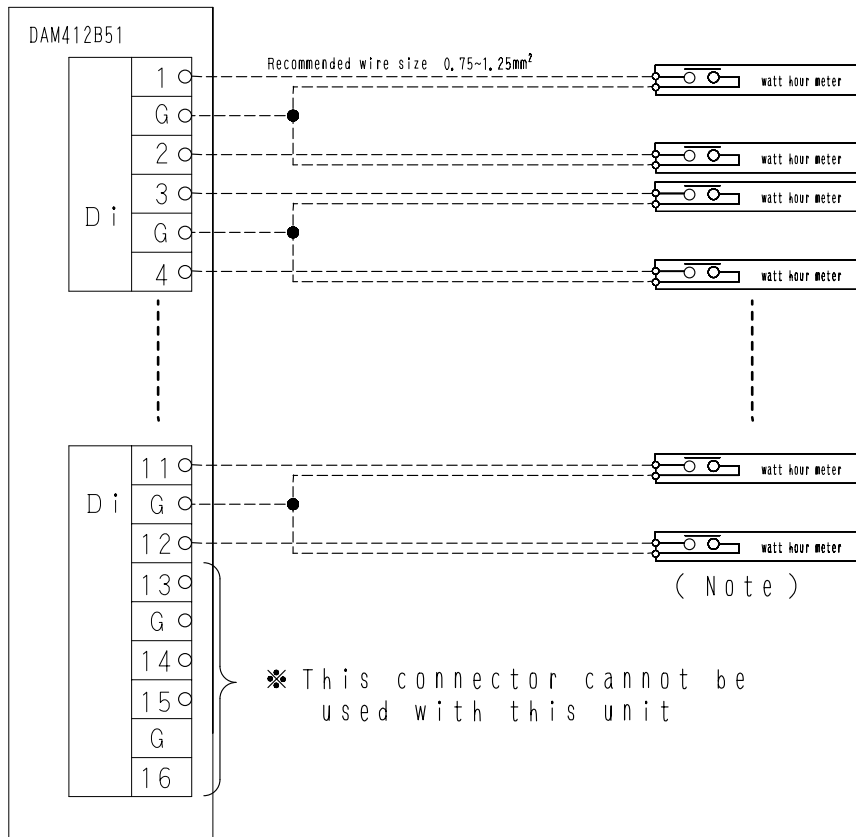 DAM412B51
Recommended wire size 0.75~1.25mm²
1
watt hour meter
G
2
watt hour meter
3
watt hour meter
Di
G
4
watt hour meter
11
watt hour meter
Di
G
12
watt hour meter
13
(Note)
G
14
※ This connector cannot be
15
used with this unit
G
16